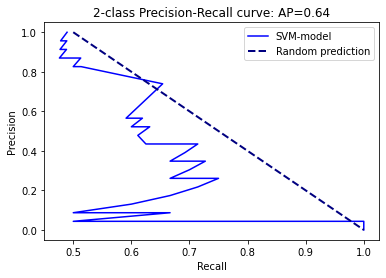 2-class Precision-Recall curve: AP=0.64
SVM-model
Random prediction
Precision
1.0
0.8
0.6
0.4
0.2
0.0
0.5 0.6 0.7 0.8 0.9 1.0
Recall